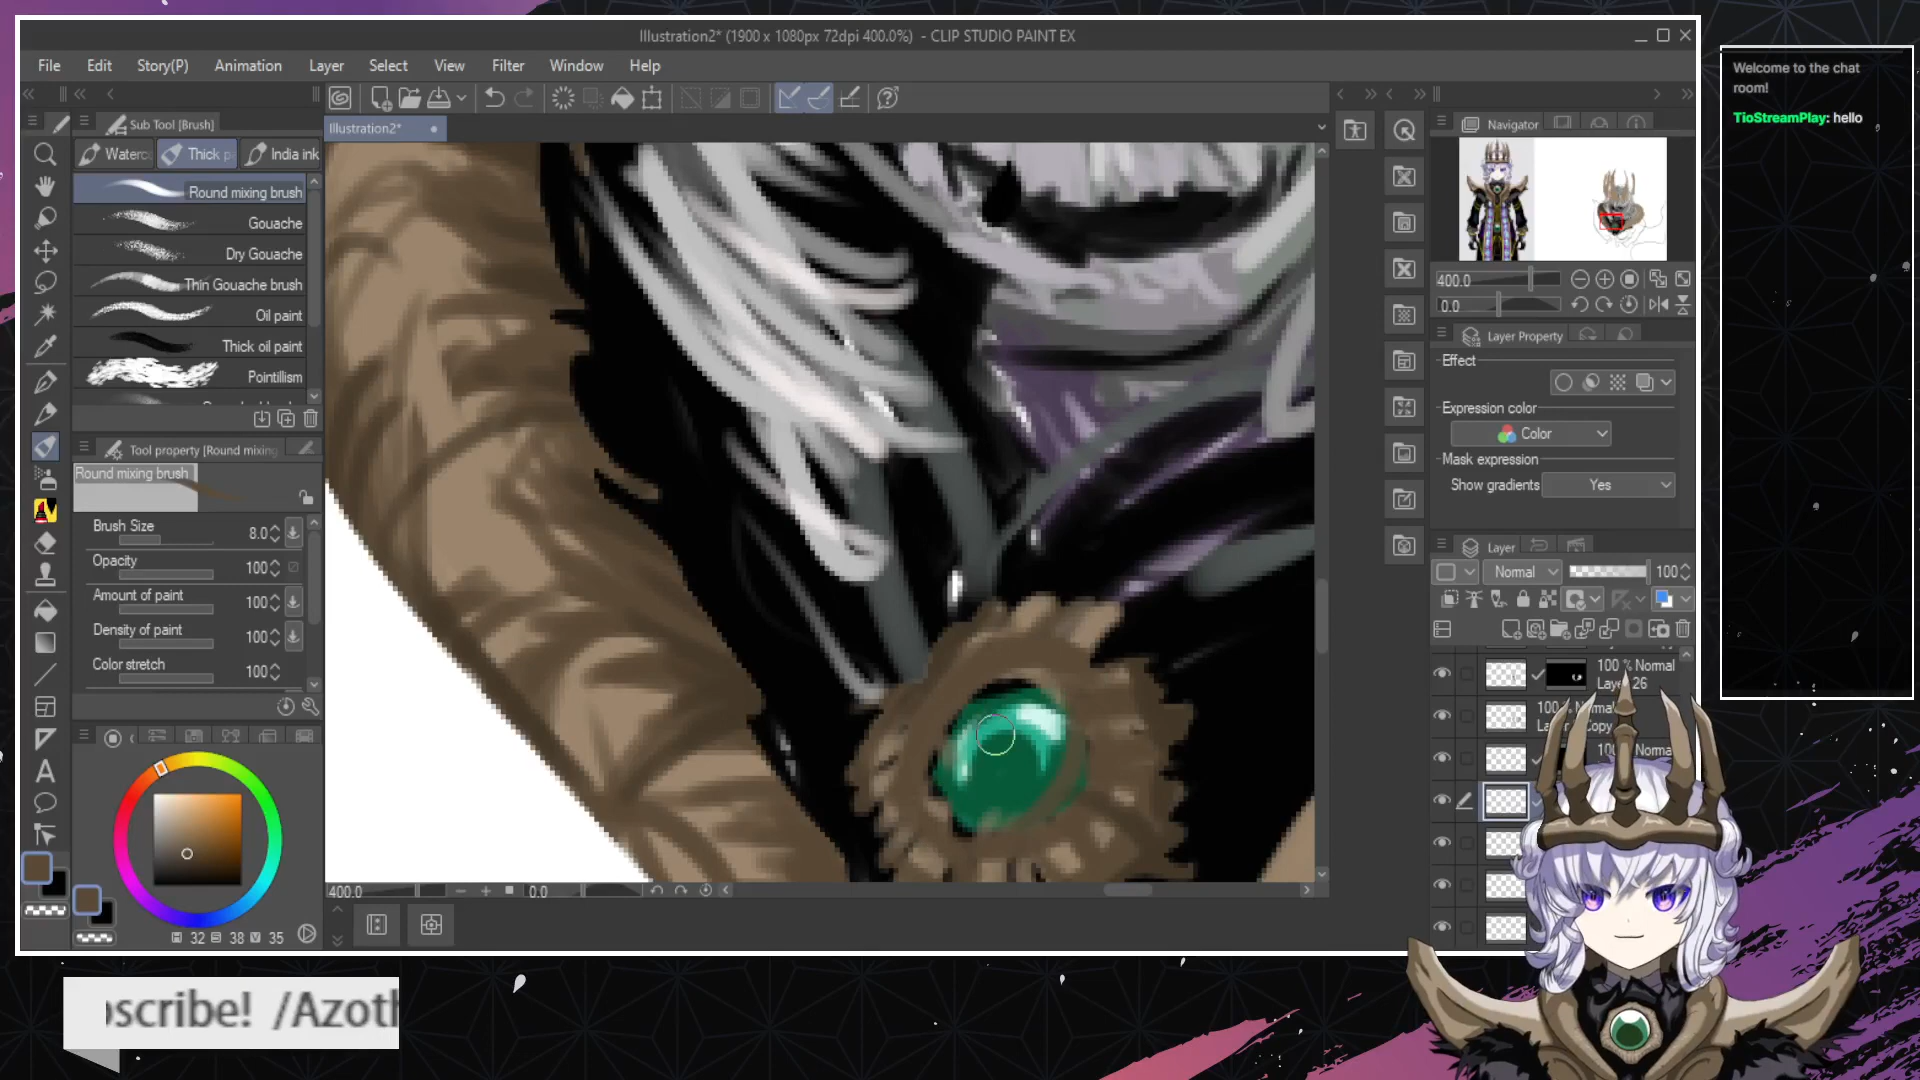 Illustration2* (1900 x 1080px 72dpi 400.0%) - CLIP STUDIO PAINT EX
File Edit Story(P) Animation Layer Select View Filter Window Help
Sub Tool [Brush]
Illustration2*
Thick p
India ink
Round mixing brush
Gouache
Dry Gouache
Thin Gouache brush
Oil paint
Thick oil paint
Pointillism
Tool property [Round mixing
Round mixing brush
Brush Size 8.0
Opacity 100
Amount of paint 100
Density of paint 100
Color stretch 100
32 38 35
400.0 0.0
Navigator
400.0
0.0
Layer Property
Effect
Expression color
Color
Mask expression
Show gradients Yes
Layer
Normal 100
100 % Normal
Layer 26
Welcome to the chat
room!
TioStreamPlay: hello
bscribe! /Azoth